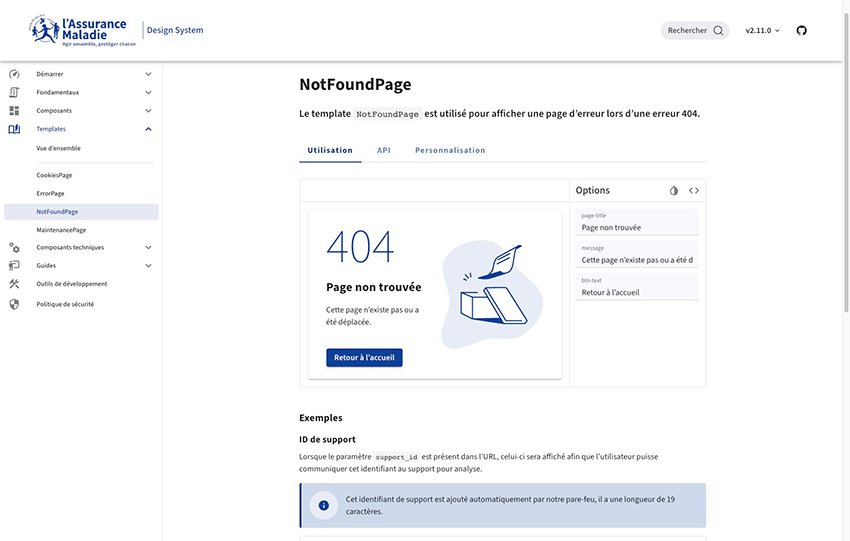 l'Assurance
Maladie
Agir ensemble, protéger chacun
Design System
Rechercher
v2.11.0
Démarrer
Fondamentaux
Composants
Templates
Vue d'ensemble
CookiesPage
ErrorPage
NotFoundPage
MaintenancePage
Composants techniques
Guides
Outils de développement
Politique de sécurité
NotFoundPage
Le template NotFoundPage est utilisé pour afficher une page d'erreur lors d'une erreur 404.
Utilisation
API
Personnalisation
404
Page non trouvée
Cette page n'existe pas ou a
été déplacée.
Retour à l'accueil
Options
page-title
Page non trouvée
message
Cette page n'existe pas ou a été d
btn-text
Retour à l'accueil
Exemples
ID de support
Lorsque le paramètre support_id est présent dans l'URL, celui-ci sera affiché afin que l'utilisateur puisse
communiquer cet identifiant au support pour analyse.
Cet identifiant de support est ajouté automatiquement par notre pare-feu, il a une longueur de 19
caractères.